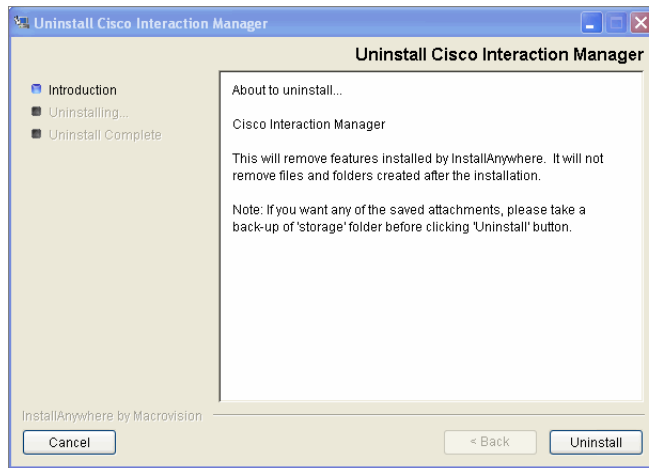 Uninstall Cisco Interaction Manager
Uninstall Cisco Interaction Manager
Introduction
Uninstalling...
Uninstall Complete
About to uninstall...
Cisco Interaction Manager
This will remove features installed by InstallAnywhere. It will not
remove files and folders created after the installation.
Note: If you want any of the saved attachments, please take a
back-up of 'storage' folder before clicking 'Uninstall' button.
InstallAnywhere by Macrovision
Cancel
< Back
Uninstall